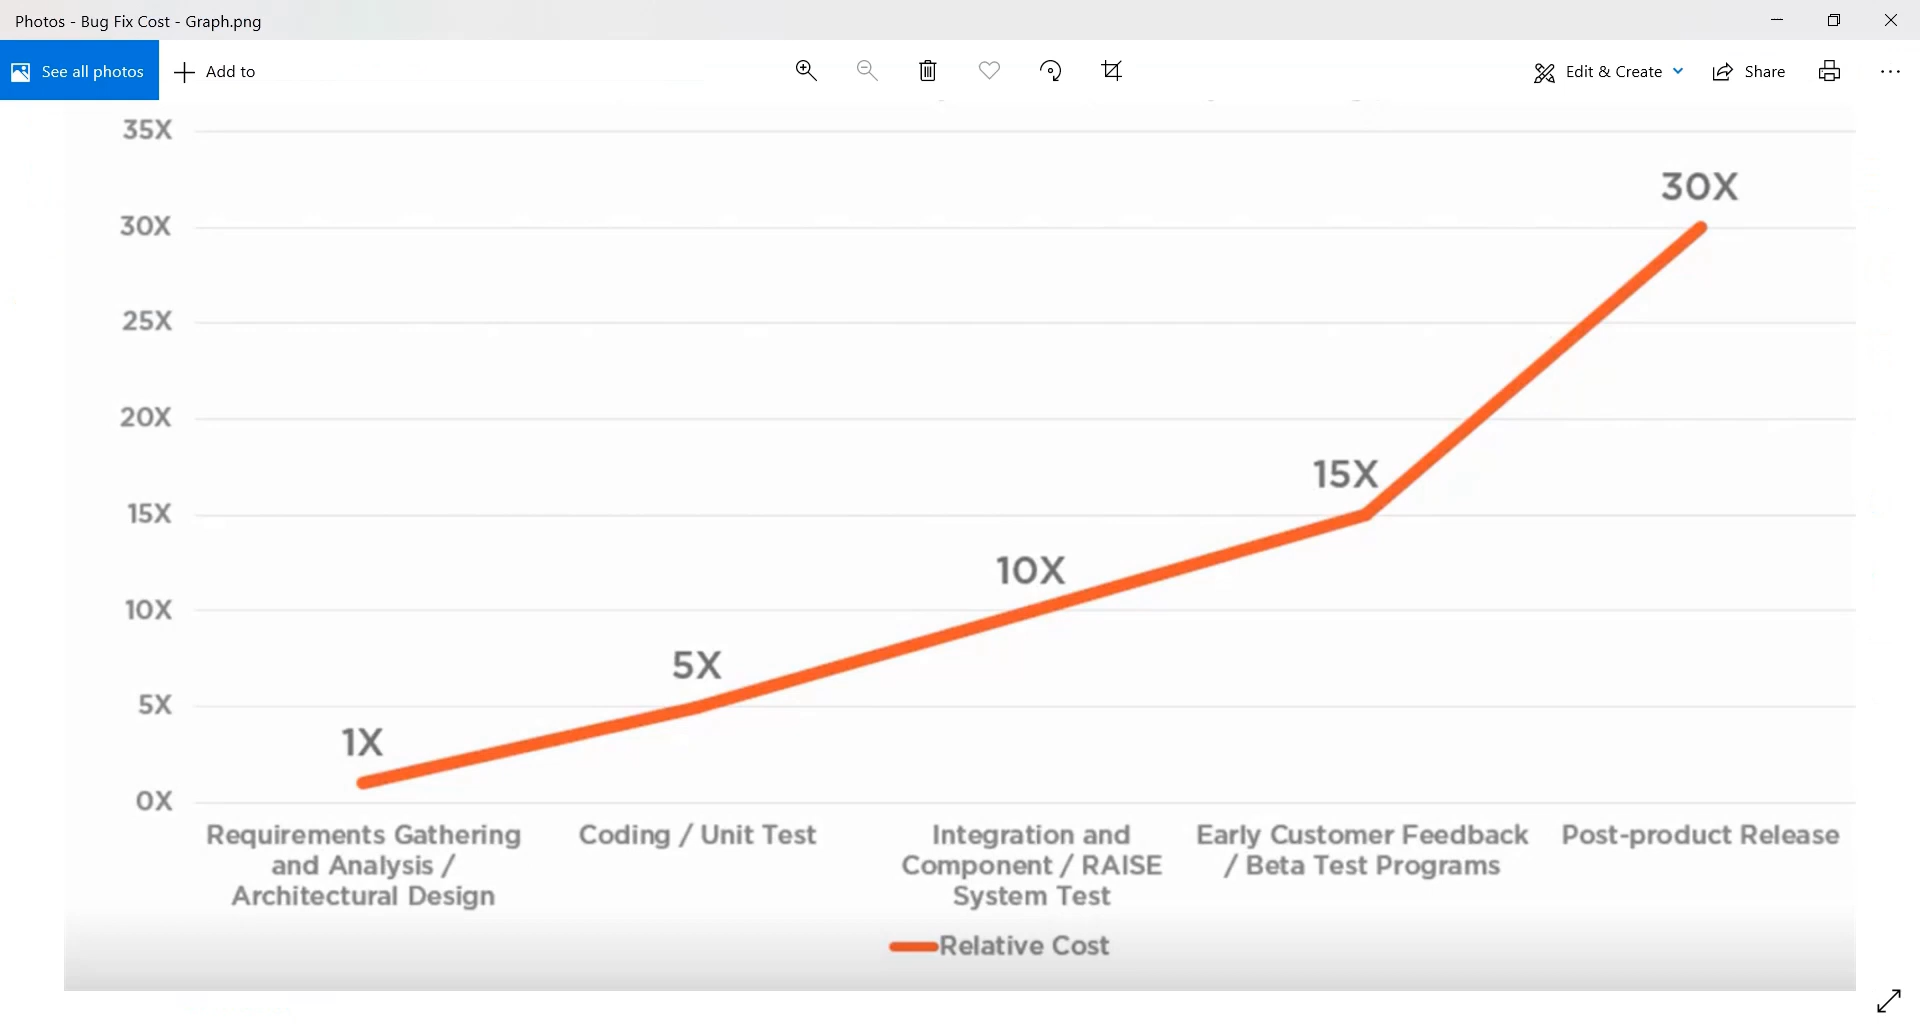 Photos - Bug Fix Cost - Graph.png
See all photos
Add to
Edit & Create
Share
35X
30X
30X
25X
20X
15X
15X
10X
10X
5X
5X
1X
0X
Requirements Gathering
and Analysis /
Architectural Design
Coding / Unit Test
Integration and
Component / RAISE
System Test
Early Customer Feedback
/ Beta Test Programs
Post-product Release
Relative Cost